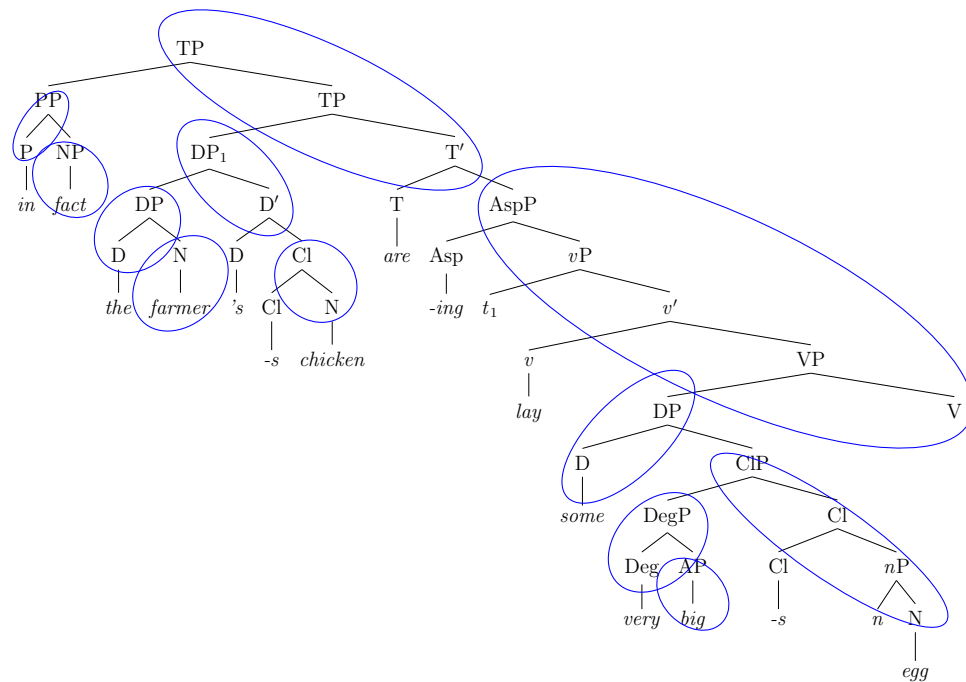 TP
PP TP
P NP DP₁ T′
in fact DP D′ T AspP
D N D Cl are Asp vP
the farmer 's Cl N -ing t₁ v′
-s chicken v VP
lay DP V
D ClP
some DegP Cl
Deg AP Cl nP
very big -s n N
egg